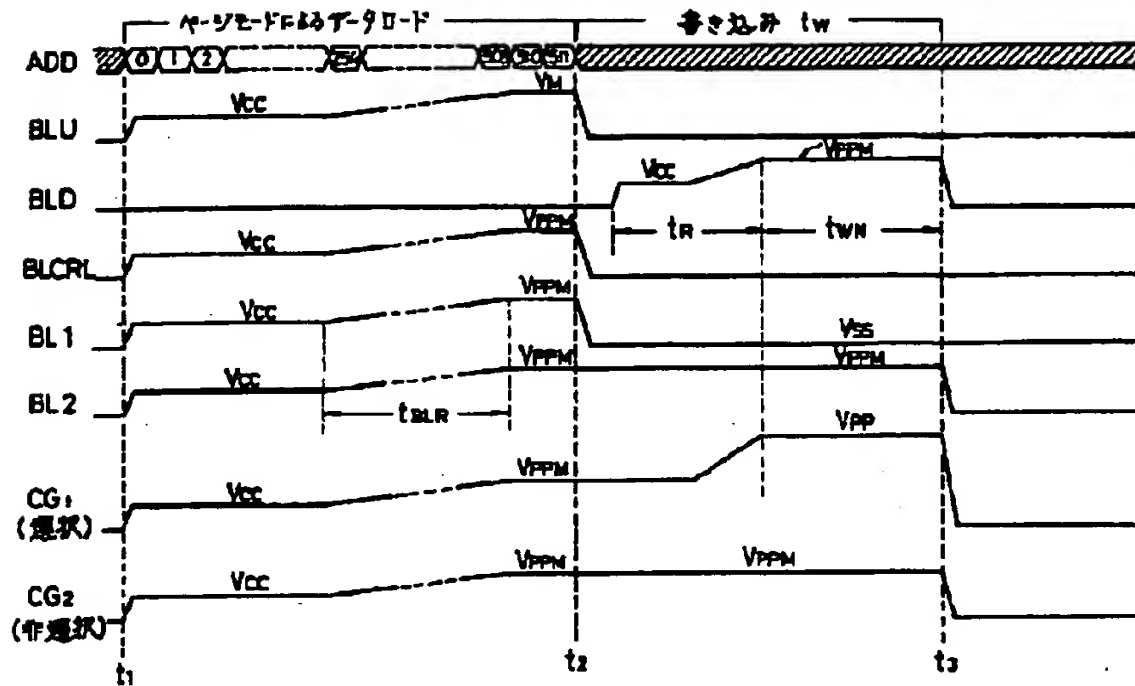 ページモードによるデータロード 書き込み tw
ADD 0 1 2
BLU VCC VM
BLD VCC VPPM
tR twN
BLCRL VCC VPPM
BL1 VCC VPPM VSS
BL2 VCC VPPM VPPM
tBLR
CG1 VCC VPPM VPP
(選択)
CG2 VCC VPPM VPPM
(非選択)
t1 t2 t3